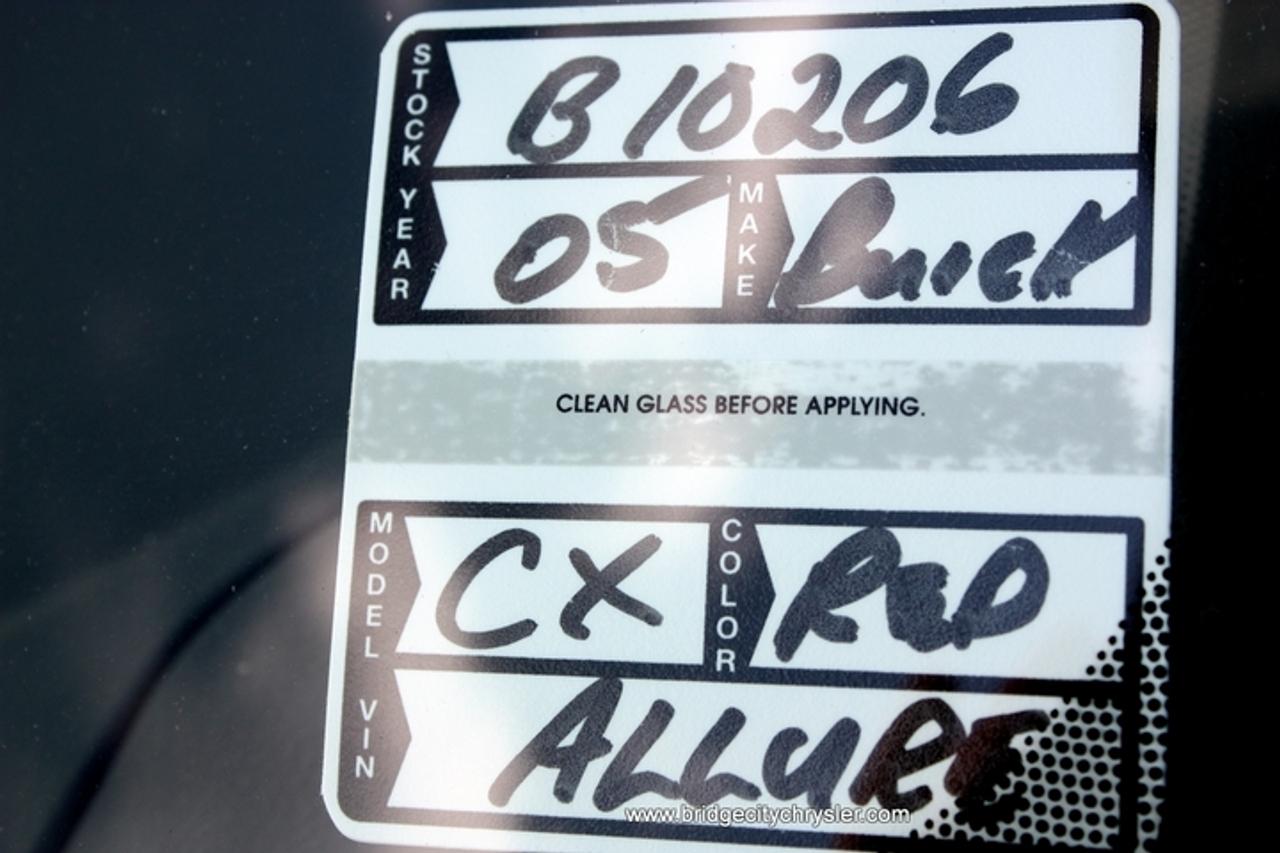 STOCK B10206
YEAR 05 MAKE Buick
CLEAN GLASS BEFORE APPLYING.
MODEL CX COLOR RED
VIN ALLURE
www.bridgecitychrysler.com